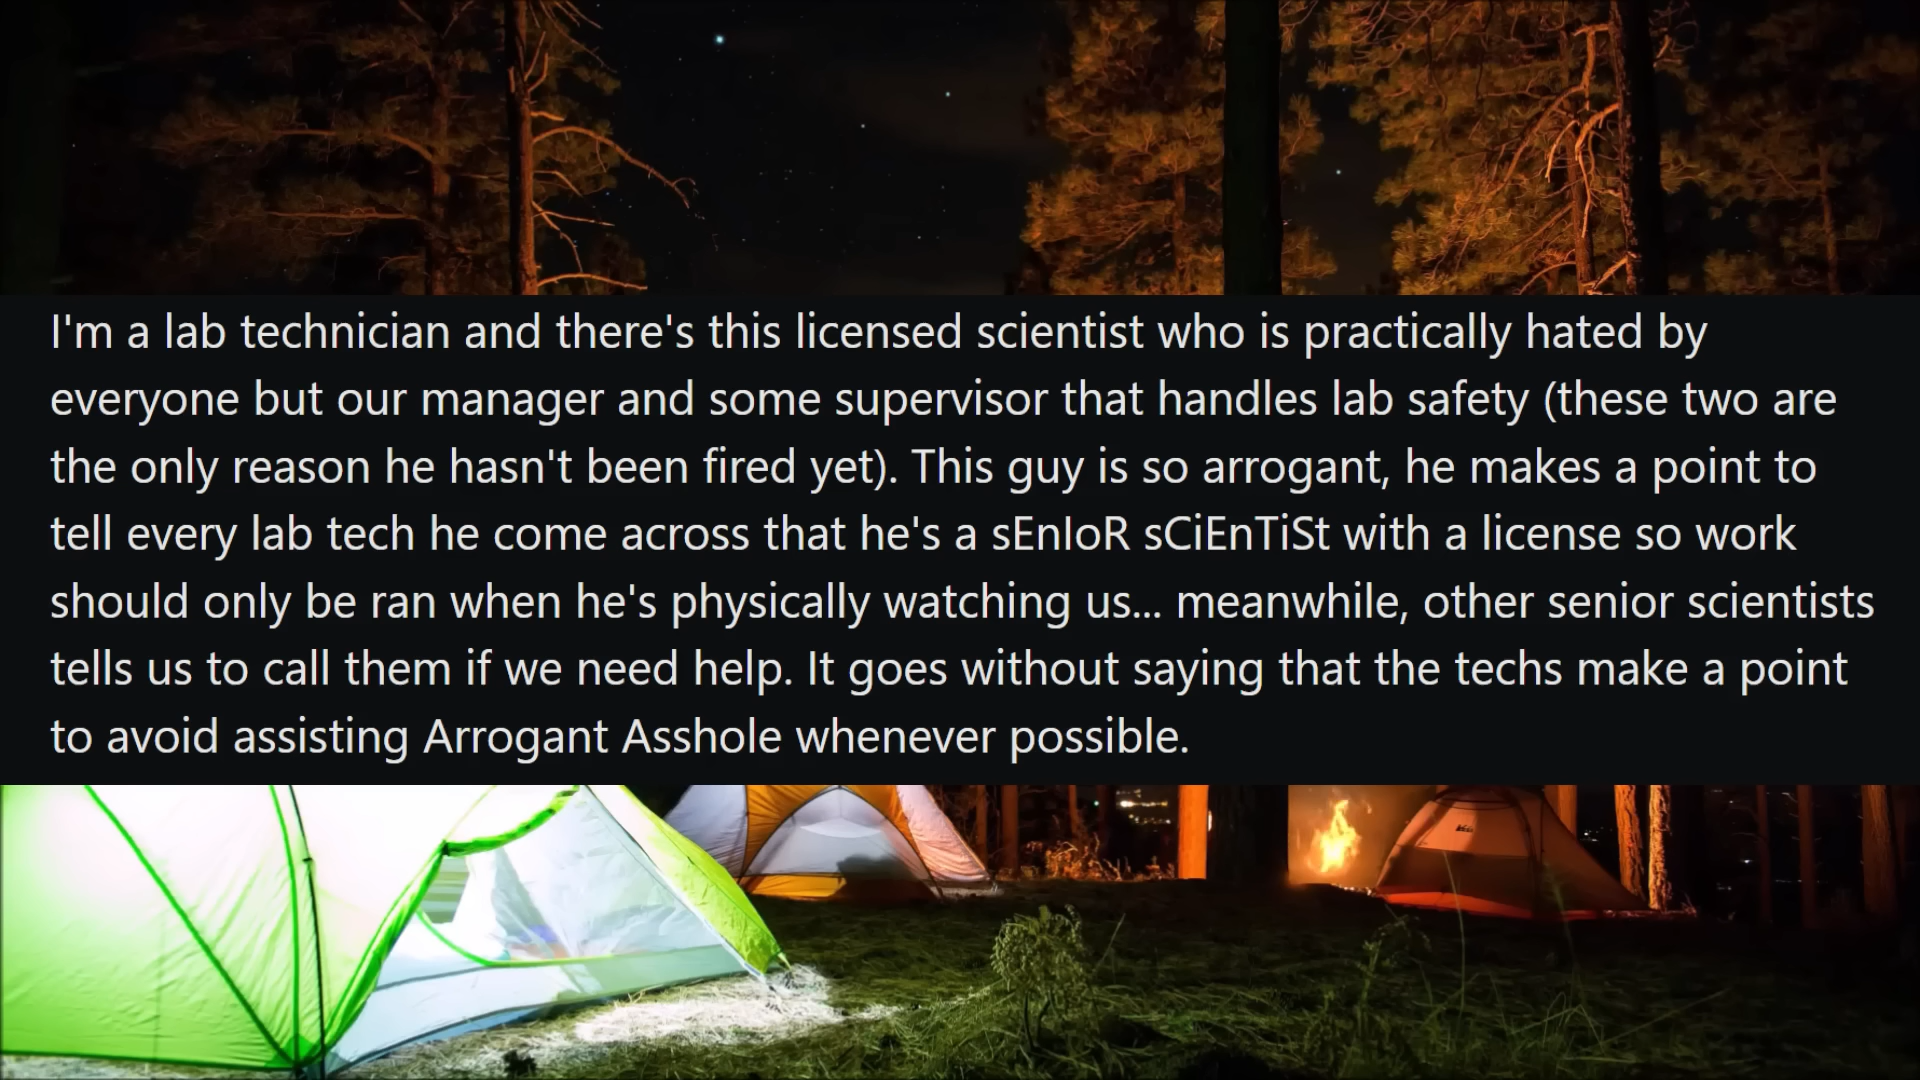 I'm a lab technician and there's this licensed scientist who is practically hated by
everyone but our manager and some supervisor that handles lab safety (these two are
the only reason he hasn't been fired yet). This guy is so arrogant, he makes a point to
tell every lab tech he come across that he's a sEnIoR sCiEnTiSt with a license so work
should only be ran when he's physically watching us... meanwhile, other senior scientists
tells us to call them if we need help. It goes without saying that the techs make a point
to avoid assisting Arrogant Asshole whenever possible.